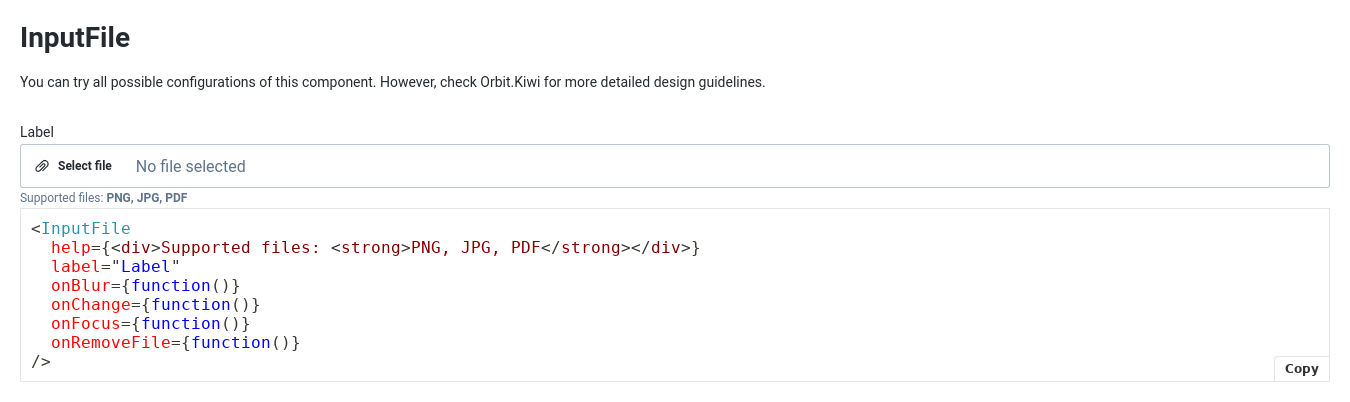 InputFile
You can try all possible configurations of this component. However, check Orbit.Kiwi for more detailed design guidelines.
Label
Select file No file selected
Supported files: PNG, JPG, PDF
<InputFile
  help={<div>Supported files: <strong>PNG, JPG, PDF</strong></div>}
  label="Label"
  onBlur={function()}
  onChange={function()}
  onFocus={function()}
  onRemoveFile={function()}
/>
Copy